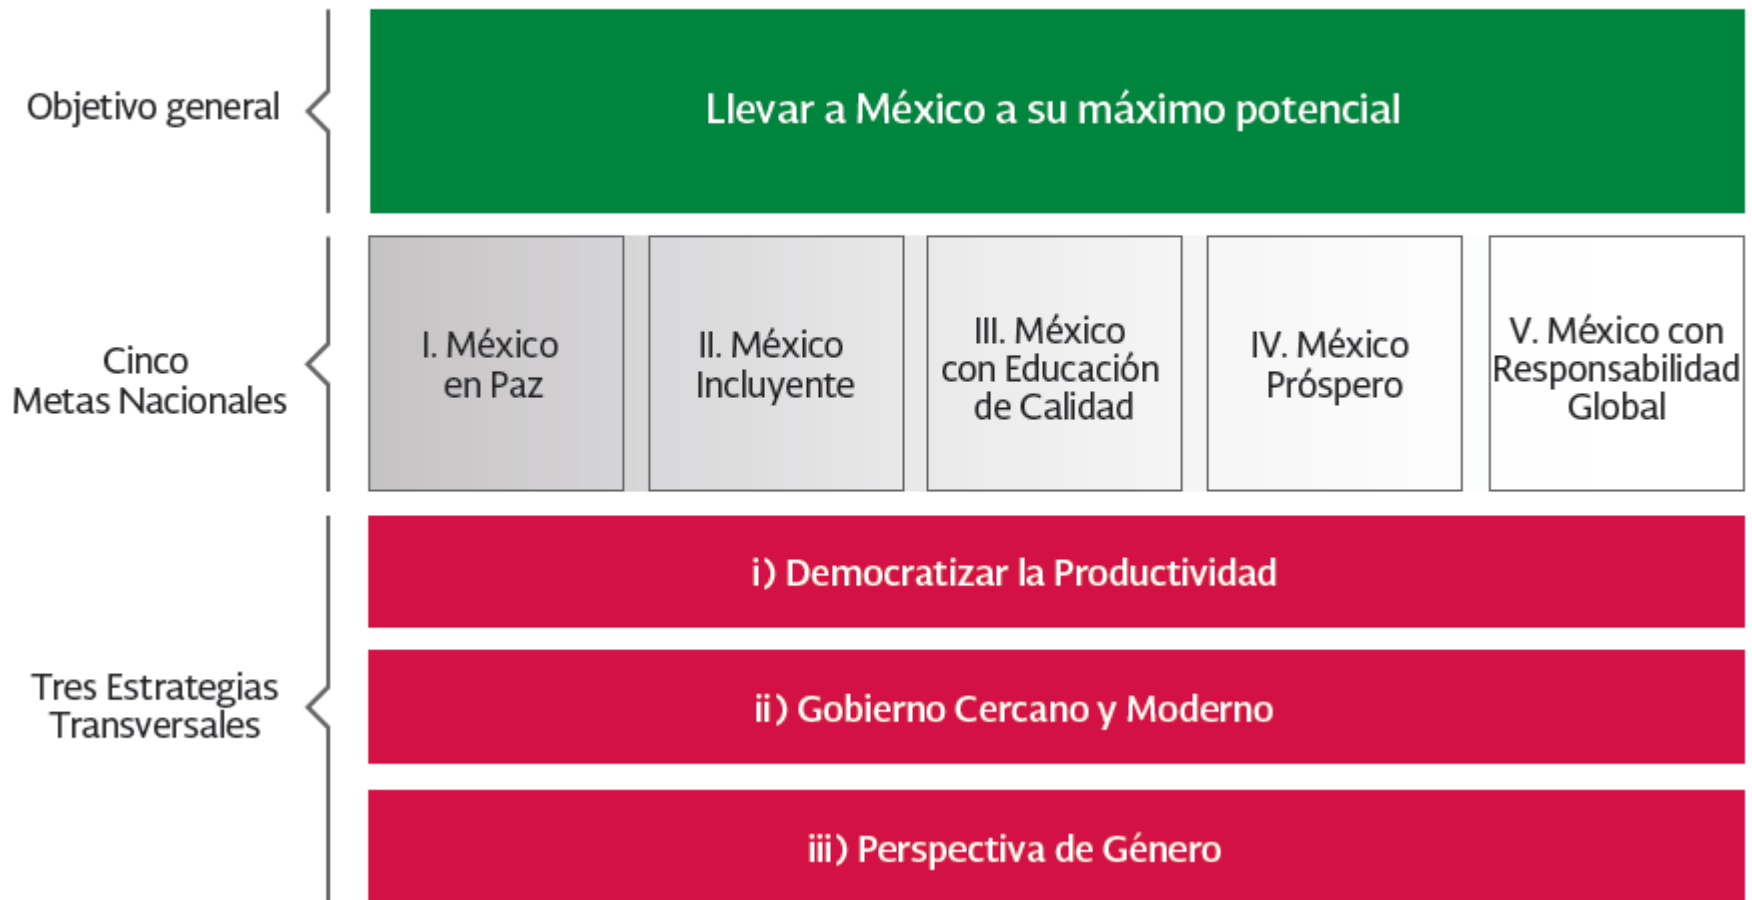 Objetivo general
Llevar a México a su máximo potencial
Cinco
Metas Nacionales
I. México
en Paz
II. México
Incluyente
III. México
con Educación
de Calidad
IV. México
Próspero
V. México con
Responsabilidad
Global
Tres Estrategias
Transversales
i) Democratizar la Productividad
ii) Gobierno Cercano y Moderno
iii) Perspectiva de Género